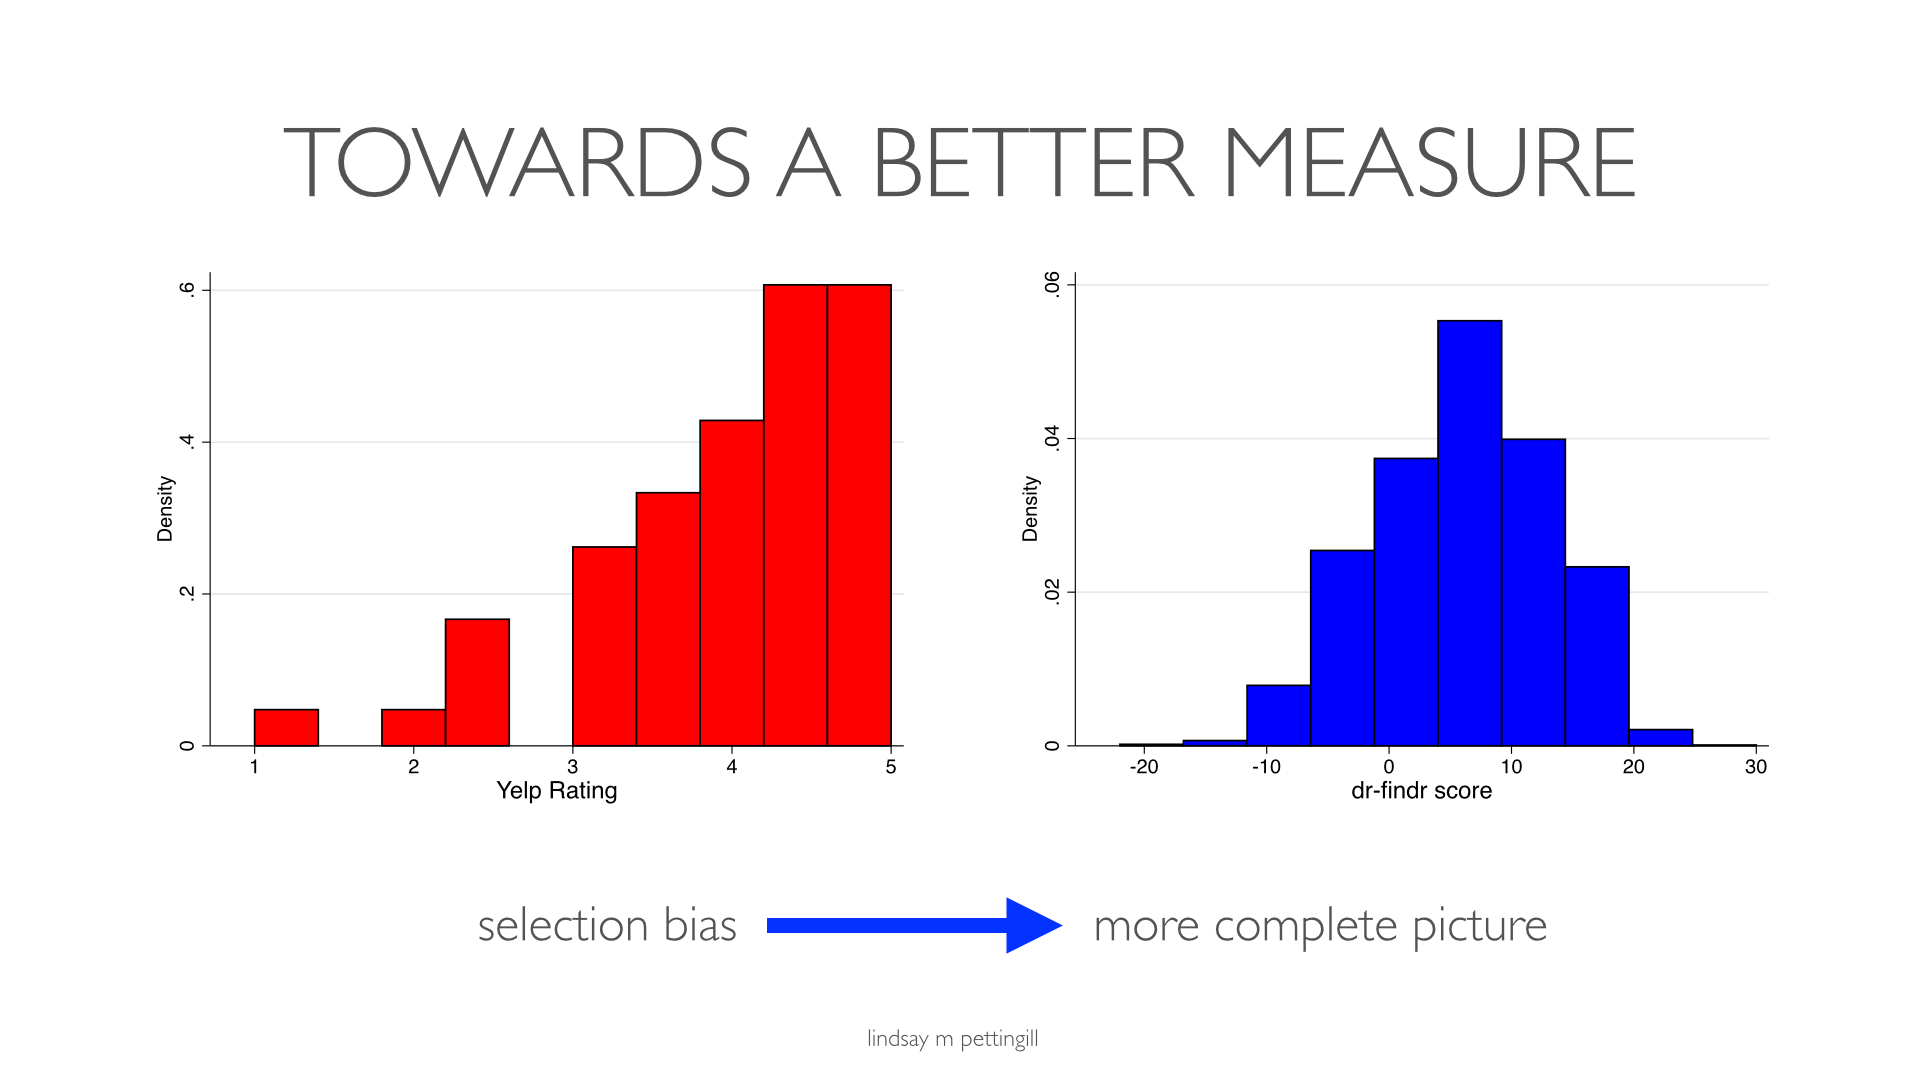 TOWARDS A BETTER MEASURE
.6
.4
.2
0
Density
1 2 3 4 5
Yelp Rating
.06
.04
.02
0
Density
-20 -10 0 10 20 30
dr-findr score
selection bias more complete picture
lindsay m pettingill